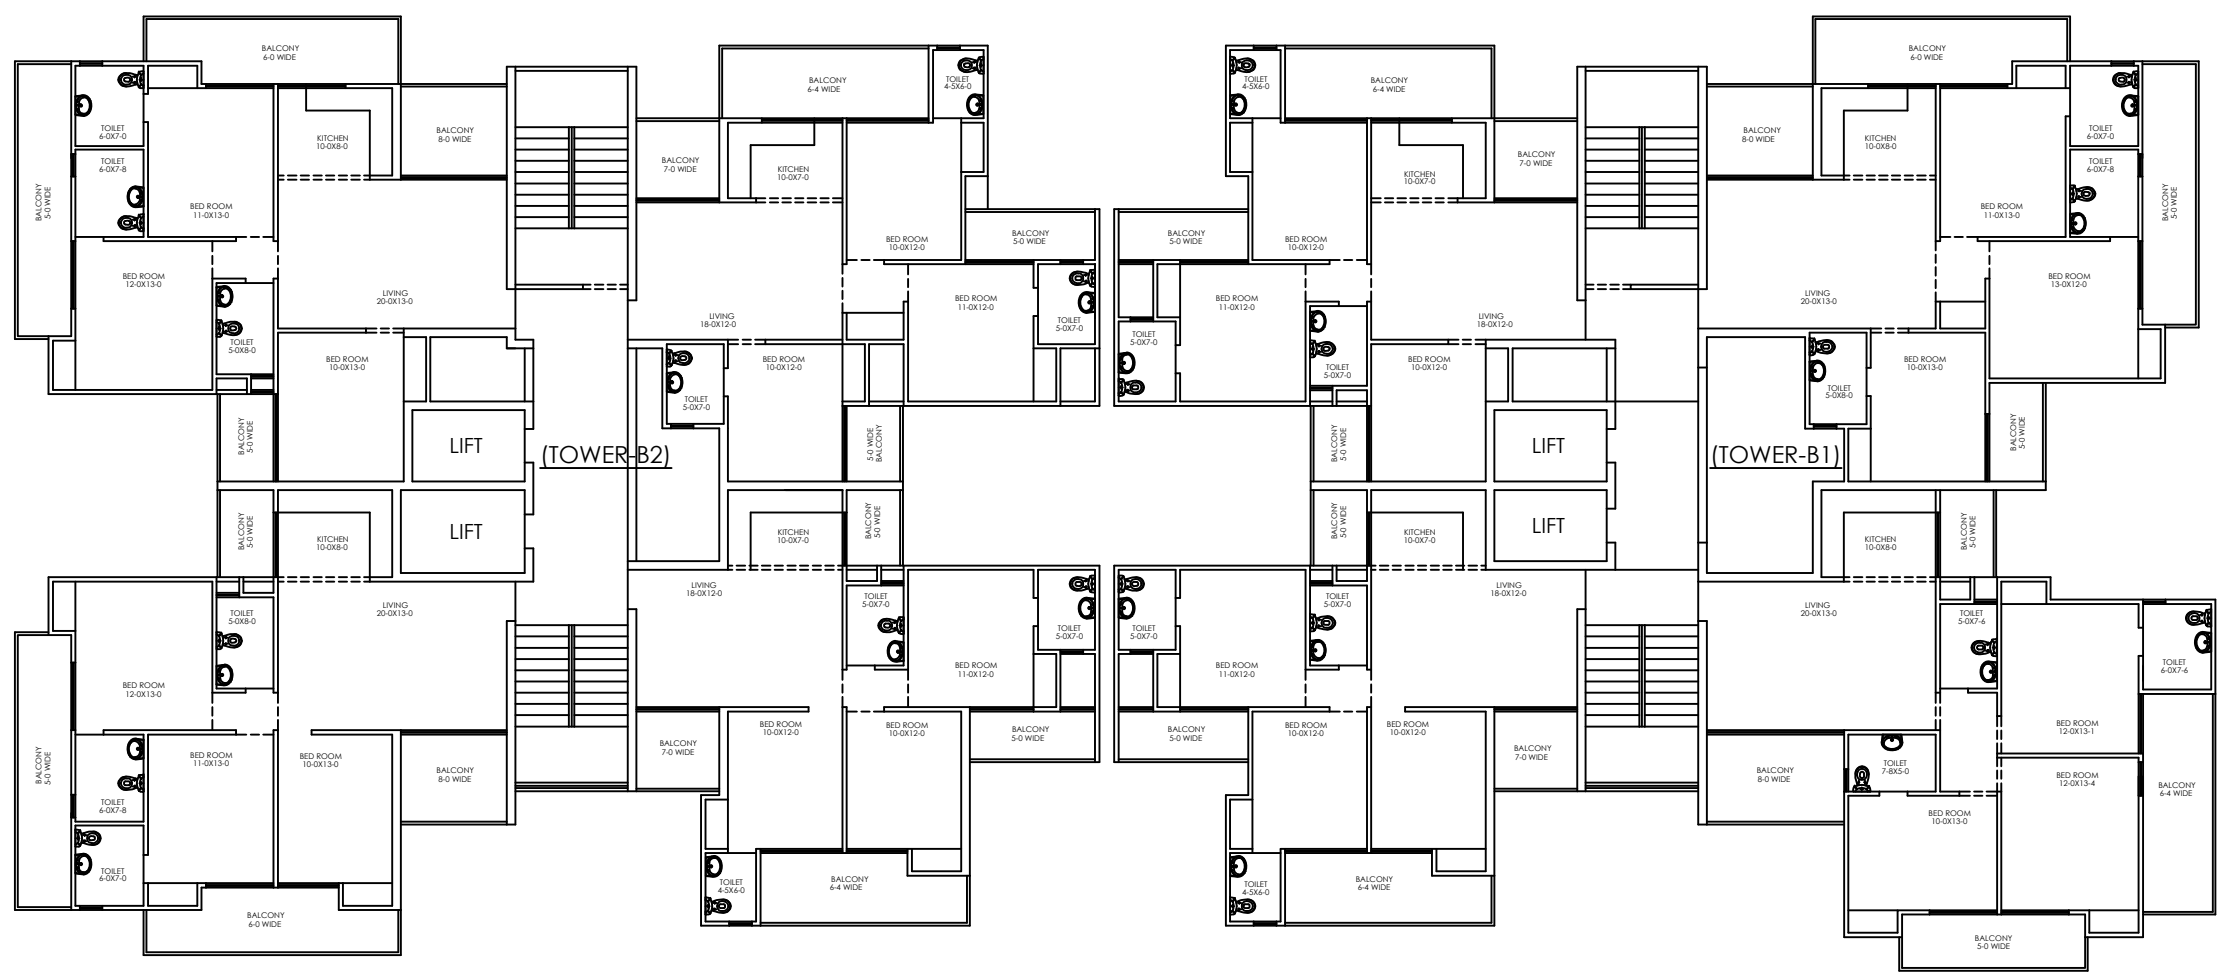 BALCONY
6-0 WIDE
BALCONY
5-0 WIDE
TOILET
6-0X7-0
TOILET
6-0X7-8
BED ROOM
11-0X13-0
KITCHEN
10-0X8-0
BALCONY
8-0 WIDE
BED ROOM
12-0X13-0
LIVING
20-0X13-0
TOILET
5-0X8-0
BED ROOM
10-0X13-0
BALCONY
5-0 WIDE
LIFT
(TOWER-B2)
BALCONY
6-4 WIDE
TOILET
4-5X6-0
BALCONY
7-0 WIDE
KITCHEN
10-0X7-0
BED ROOM
10-0X12-0
BALCONY
5-0 WIDE
LIVING
18-0X12-0
BED ROOM
11-0X12-0
TOILET
5-0X7-0
TOILET
5-0X7-0
BED ROOM
10-0X12-0
5-0 WIDE
BALCONY
TOILET
4-5X6-0
BALCONY
6-4 WIDE
KITCHEN
10-0X7-0
BALCONY
7-0 WIDE
BALCONY
5-0 WIDE
BED ROOM
10-0X12-0
BED ROOM
11-0X12-0
LIVING
18-0X12-0
TOILET
5-0X7-0
TOILET
5-0X7-0
BED ROOM
10-0X12-0
BALCONY
5-0 WIDE
LIFT
(TOWER-B1)
BALCONY
6-0 WIDE
BALCONY
8-0 WIDE
KITCHEN
10-0X8-0
TOILET
6-0X7-0
TOILET
6-0X7-8
BALCONY
5-0 WIDE
BED ROOM
11-0X13-0
LIVING
20-0X13-0
BED ROOM
13-0X12-0
BED ROOM
10-0X13-0
TOILET
5-0X8-0
BALCONY
5-0 WIDE
BALCONY
5-0 WIDE
LIFT
KITCHEN
10-0X8-0
TOILET
5-0X8-0
LIVING
20-0X13-0
BED ROOM
12-0X13-0
BALCONY
5-0 WIDE
BED ROOM
11-0X13-0
BED ROOM
10-0X13-0
BALCONY
8-0 WIDE
TOILET
6-0X7-8
TOILET
6-0X7-0
BALCONY
6-0 WIDE
KITCHEN
10-0X7-0
BALCONY
5-0 WIDE
LIVING
18-0X12-0
TOILET
5-0X7-0
TOILET
5-0X7-0
BED ROOM
11-0X12-0
BED ROOM
10-0X12-0
BED ROOM
10-0X12-0
BALCONY
5-0 WIDE
BALCONY
7-0 WIDE
TOILET
4-5X6-0
BALCONY
6-4 WIDE
BALCONY
5-0 WIDE
KITCHEN
10-0X7-0
LIFT
TOILET
5-0X7-0
TOILET
5-0X7-0
LIVING
18-0X12-0
BED ROOM
11-0X12-0
BALCONY
5-0 WIDE
BED ROOM
10-0X12-0
BED ROOM
10-0X12-0
BALCONY
7-0 WIDE
TOILET
4-5X6-0
BALCONY
6-4 WIDE
KITCHEN
10-0X8-0
BALCONY
5-0 WIDE
LIVING
20-0X13-0
TOILET
5-0X7-6
TOILET
6-0X7-6
BED ROOM
12-0X13-1
BALCONY
8-0 WIDE
TOILET
7-8X5-0
BED ROOM
12-0X13-4
BALCONY
6-4 WIDE
BED ROOM
10-0X13-0
BALCONY
5-0 WIDE